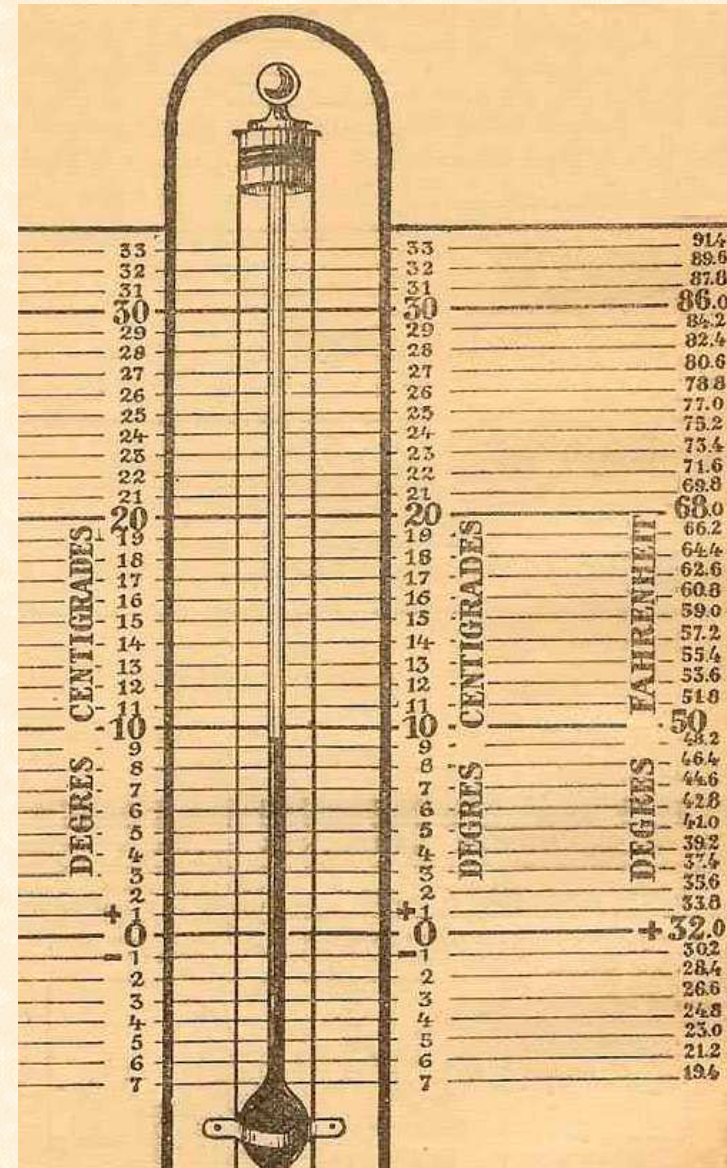 33 33 91.4
32 32 89.6
31 31 87.8
30 30 86.0
29 29 84.2
28 28 82.4
27 27 80.6
26 26 78.8
25 25 77.0
24 24 75.2
23 23 73.4
22 22 71.6
21 21 69.8
20 20 68.0
19 19 66.2
18 18 64.4
17 17 62.6
16 16 60.8
15 15 59.0
14 14 57.2
13 13 55.4
12 12 53.6
11 11 51.8
10 10 50
9 9 48.2
8 8 46.4
7 7 44.6
6 6 42.8
5 5 41.0
4 4 39.2
3 3 37.4
2 2 35.6
+ 1 + 1 33.8
0 0 + 32.0
- 1 - 1 30.2
2 2 28.4
3 3 26.6
4 4 24.8
5 5 23.0
6 6 21.2
7 7 19.4
DEGRES CENTIGRADES
DEGRES CENTIGRADES
DEGRES FAHRENHEIT